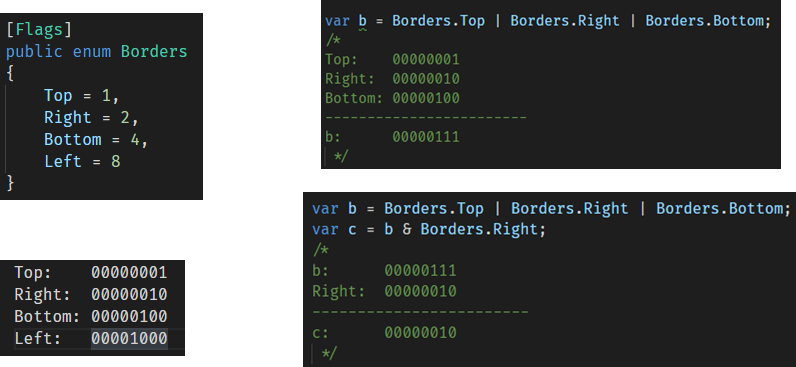 [Flags]
public enum Borders
{
    Top = 1,
    Right = 2,
    Bottom = 4,
    Left = 8
}
var b = Borders.Top | Borders.Right | Borders.Bottom;
/*
Top:    00000001
Right:  00000010
Bottom: 00000100
------------------------
b:      00000111
 */
Top:    00000001
Right:  00000010
Bottom: 00000100
Left:   00001000
var b = Borders.Top | Borders.Right | Borders.Bottom;
var c = b & Borders.Right;
/*
b:      00000111
Right:  00000010
-------------------------
c:      00000010
 */